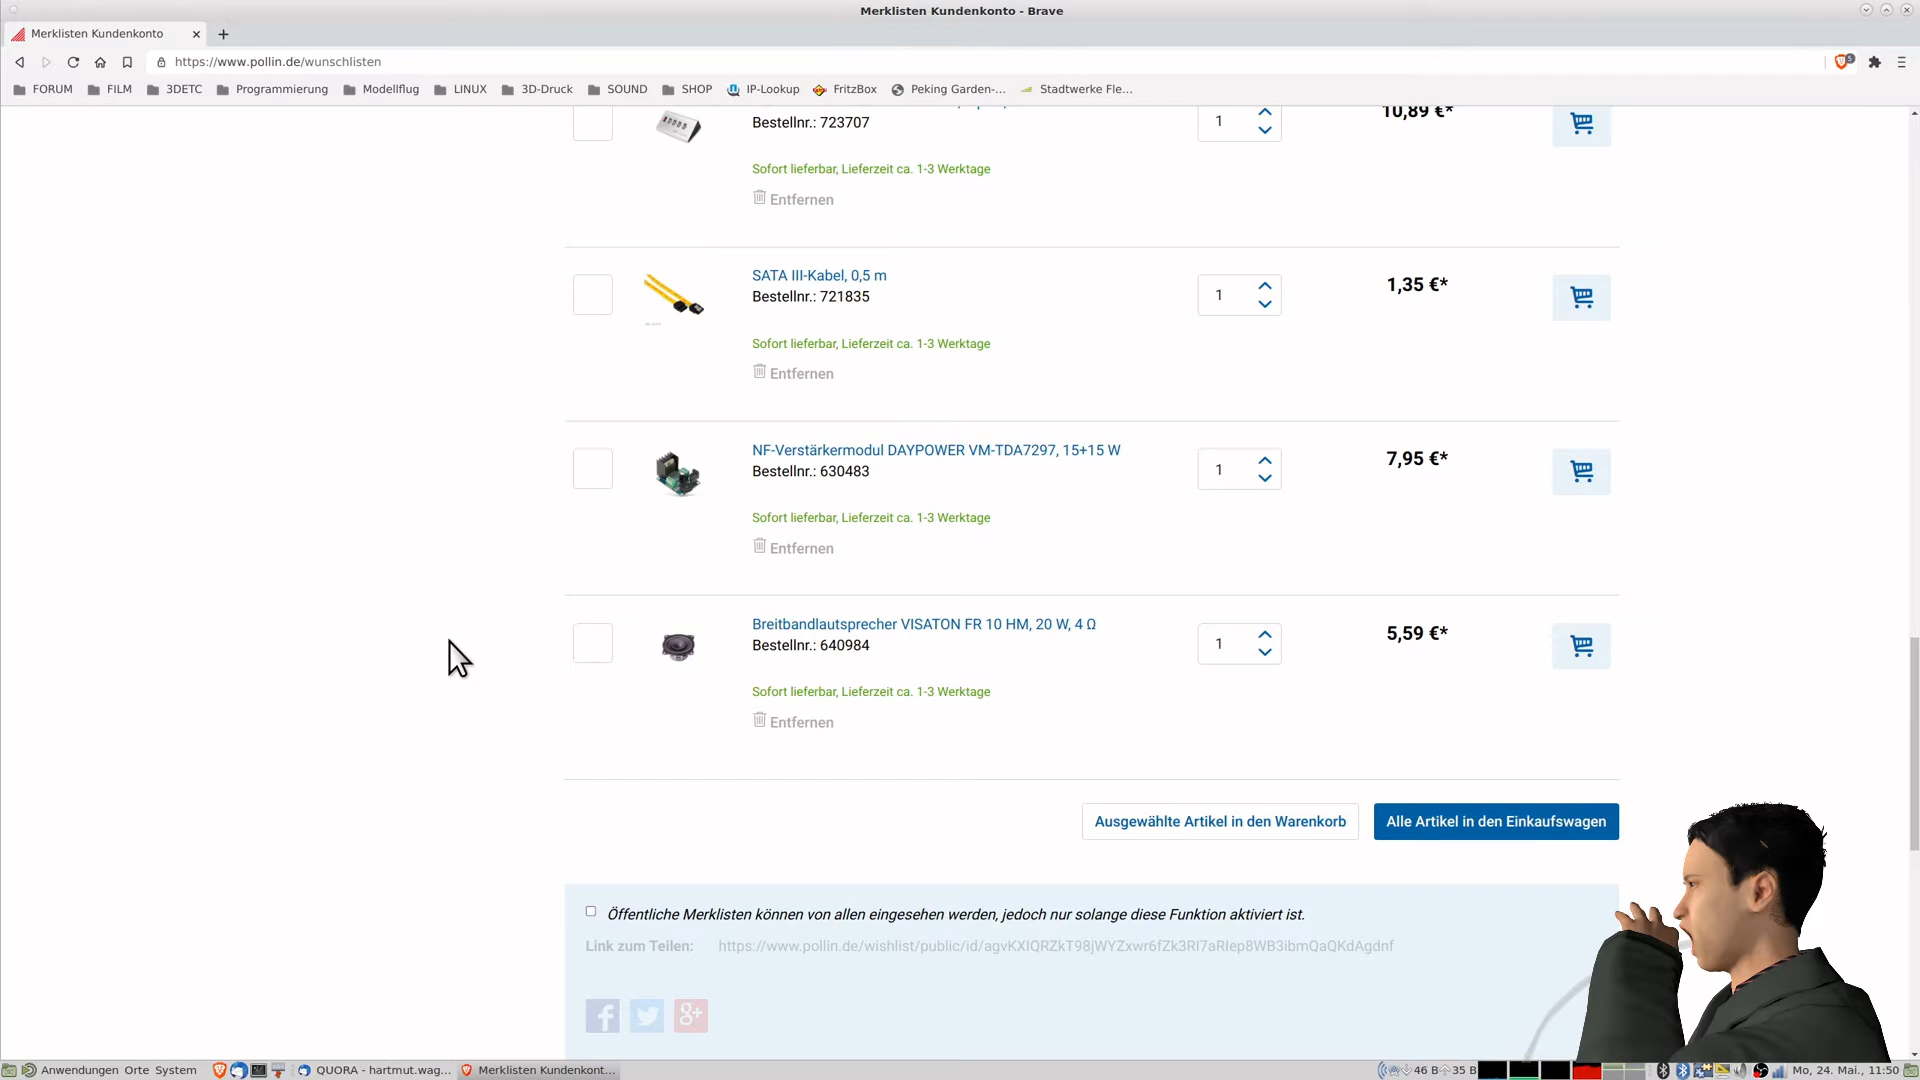 Merklisten Kundenkonto - Brave
Merklisten Kundenkonto
https://www.pollin.de/wunschlisten
5
FORUM FILM 3DETC Programmierung Modellflug LINUX 3D-Druck SOUND SHOP IP-Lookup FritzBox Peking Garden-... Stadtwerke Fle...
Bestellnr.: 723707
1
10,89 €*
Sofort lieferbar, Lieferzeit ca. 1-3 Werktage
Entfernen
SATA III-Kabel, 0,5 m
Bestellnr.: 721835
1
1,35 €*
Sofort lieferbar, Lieferzeit ca. 1-3 Werktage
Entfernen
NF-Verstärkermodul DAYPOWER VM-TDA7297, 15+15 W
Bestellnr.: 630483
1
7,95 €*
Sofort lieferbar, Lieferzeit ca. 1-3 Werktage
Entfernen
Breitbandlautsprecher VISATON FR 10 HM, 20 W, 4 Ω
Bestellnr.: 640984
1
5,59 €*
Sofort lieferbar, Lieferzeit ca. 1-3 Werktage
Entfernen
Ausgewählte Artikel in den Warenkorb
Alle Artikel in den Einkaufswagen
Öffentliche Merklisten können von allen eingesehen werden, jedoch nur solange diese Funktion aktiviert ist.
Link zum Teilen: https://www.pollin.de/wishlist/public/id/agvKXIQRZkT98jWYZxwr6fZk3RI7aRIep8WB3ibmQaQKdAgdnf
Anwendungen Orte System QUORA - hartmut.wag... Merklisten Kundenkont... 46 B 35 B Mo, 24. Mai., 11:50